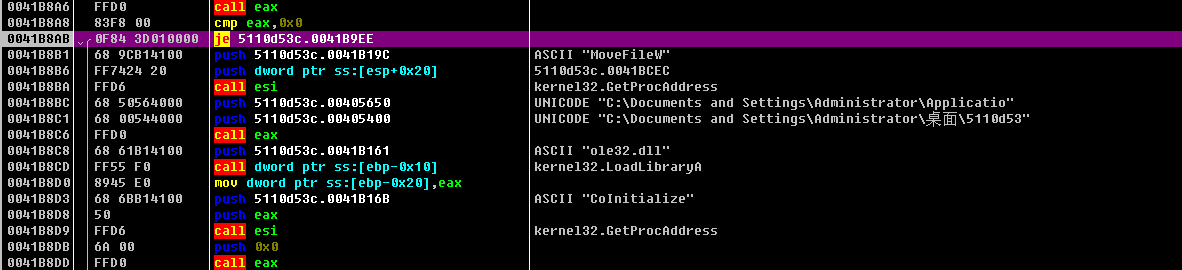 0041B8A6 FFD0 call eax
0041B8A8 83F8 00 cmp eax,0x0
0041B8AB 0F84 3D010000 je 5110d53c.0041B9EE
0041B8B1 68 9CB14100 push 5110d53c.0041B19C ASCII "MoveFileW"
0041B8B6 FF7424 20 push dword ptr ss:[esp+0x20] 5110d53c.0041BCEC
0041B8BA FFD6 call esi kernel32.GetProcAddress
0041B8BC 68 50564000 push 5110d53c.00405650 UNICODE "C:\Documents and Settings\Administrator\Applicatio"
0041B8C1 68 00544000 push 5110d53c.00405400 UNICODE "C:\Documents and Settings\Administrator\桌面\5110d53"
0041B8C6 FFD0 call eax
0041B8C8 68 61B14100 push 5110d53c.0041B161 ASCII "ole32.dll"
0041B8CD FF55 F0 call dword ptr ss:[ebp-0x10] kernel32.LoadLibraryA
0041B8D0 8945 E0 mov dword ptr ss:[ebp-0x20],eax
0041B8D3 68 6BB14100 push 5110d53c.0041B16B ASCII "CoInitialize"
0041B8D8 50 push eax
0041B8D9 FFD6 call esi kernel32.GetProcAddress
0041B8DB 6A 00 push 0x0
0041B8DD FFD0 call eax